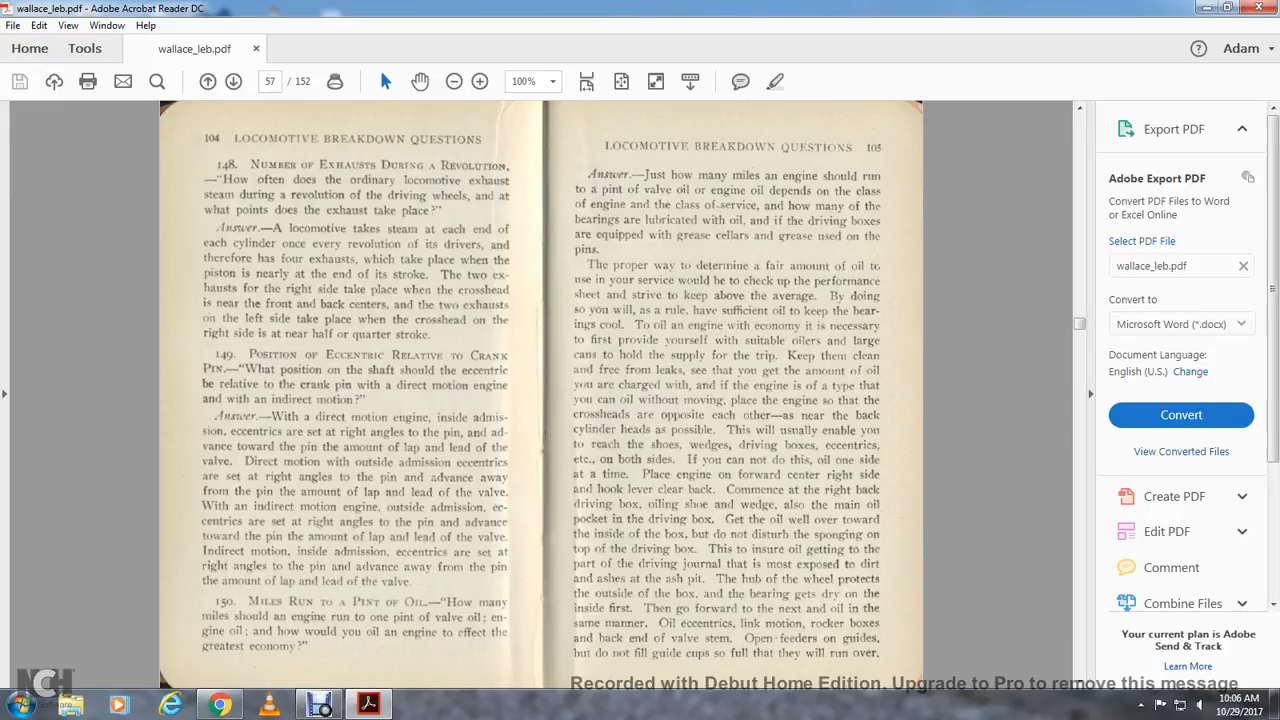 wallace_leb.pdf - Adobe Acrobat Reader DC
File Edit View Window Help
Home Tools wallace_leb.pdf × Adam
57 / 152 100%
104 LOCOMOTIVE BREAKDOWN QUESTIONS
148. NUMBER OF EXHAUSTS DURING A REVOLUTION.
—"How often does the ordinary locomotive exhaust
steam during a revolution of the driving wheels, and at
what points does the exhaust take place?"
Answer.—A locomotive takes steam at each end of
each cylinder once every revolution of its drivers, and
therefore has four exhausts, which take place when the
piston is nearly at the end of its stroke. The two ex-
hausts for the right side take place when the crosshead
is near the front and back centers, and the two exhausts
on the left side take place when the crosshead on the
right side is at near half or quarter stroke.
149. POSITION OF ECCENTRIC RELATIVE TO CRANK
PIN.—"What position on the shaft should the eccentric
be relative to the crank pin with a direct motion engine
and with an indirect motion?"
Answer.—With a direct motion engine, inside admis-
sion, eccentrics are set at right angles to the pin, and ad-
vance toward the pin the amount of lap and lead of the
valve. Direct motion with outside admission eccentrics
are set at right angles to the pin and advance away
from the pin the amount of lap and lead of the valve.
With an indirect motion engine, outside admission, ec-
centrics are set at right angles to the pin and advance
toward the pin the amount of lap and lead of the valve.
Indirect motion, inside admission, eccentrics are set at
right angles to the pin and advance away from the pin
the amount of lap and lead of the valve.
150. MILES RUN TO A PINT OF OIL.—"How many
miles should an engine run to one pint of valve oil; en-
gine oil; and how would you oil an engine to effect the
greatest economy?"
LOCOMOTIVE BREAKDOWN QUESTIONS 105
Answer.—Just how many miles an engine should run
to a pint of valve oil or engine oil depends on the class
of engine and the class of service, and how many of the
bearings are lubricated with oil, and if the driving boxes
are equipped with grease cellars and grease used on the
pins.
The proper way to determine a fair amount of oil to
use in your service would be to check up the performance
sheet and strive to keep above the average. By doing
so you will, as a rule, have sufficient oil to keep the bear-
ings cool. To oil an engine with economy it is necessary
to first provide yourself with suitable oilers and large
cans to hold the supply for the trip. Keep them clean
and free from leaks, see that you get the amount of oil
you are charged with, and if the engine is of a type that
you can oil without moving, place the engine so that the
crossheads are opposite each other—as near the back
cylinder heads as possible. This will usually enable you
to reach the shoes, wedges, driving boxes, eccentrics,
etc., on both sides. If you can not do this, oil one side
at a time. Place engine on forward center right side
and hook lever clear back. Commence at the right back
driving box, oiling shoe and wedge, also the main oil
pocket in the driving box. Get the oil well over toward
the inside of the box, but do not disturb the sponging on
top of the driving box. This to insure oil getting to the
part of the driving journal that is most exposed to dirt
and ashes at the ash pit. The hub of the wheel protects
the outside of the box, and the bearing gets dry on the
inside first. Then go forward to the next and oil in the
same manner. Oil eccentrics, link motion, rocker boxes
and back end of valve stem. Open feeders on guides,
but do not fill guide cups so full that they will run over.
Export PDF
Adobe Export PDF
Convert PDF Files to Word
or Excel Online
Select PDF File
wallace_leb.pdf
Convert to
Microsoft Word (*.docx)
Document Language:
English (U.S.) Change
Convert
View Converted Files
Create PDF
Edit PDF
Comment
Combine Files
Your current plan is Adobe
Send & Track
Learn More
NCH
Software
Recorded with Debut Home Edition. Upgrade to Pro to remove this message
10:06 AM
10/29/2017